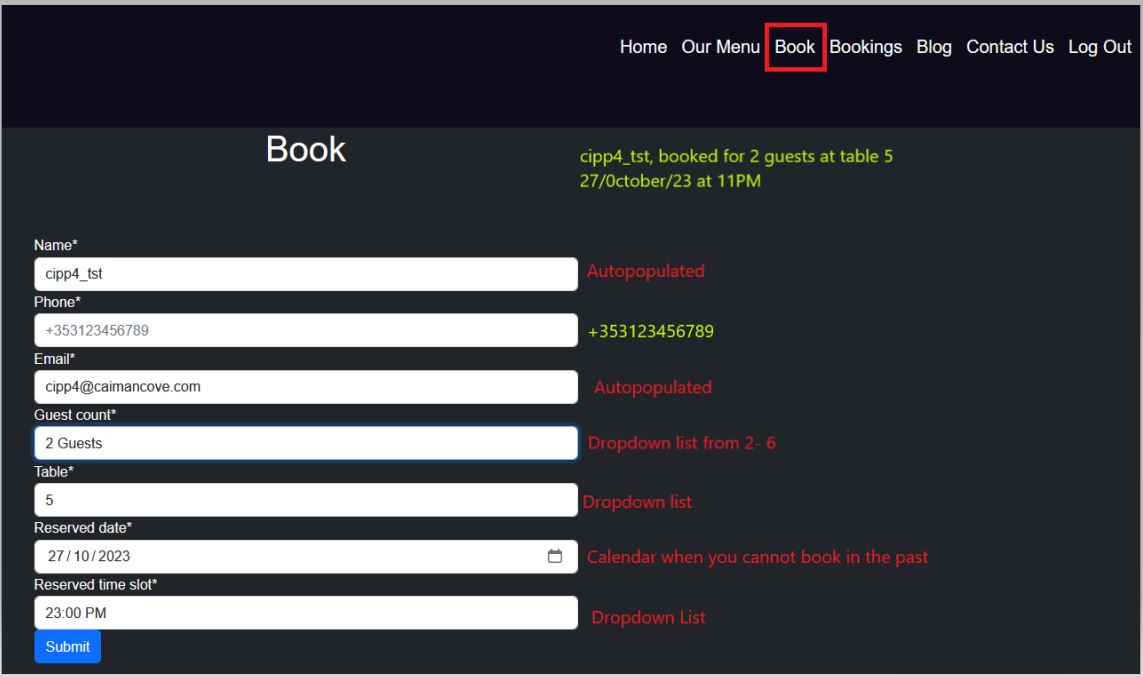 Home Our Menu Book Bookings Blog Contact Us Log Out
Book
cipp4_tst, booked for 2 guests at table 5
27/0ctober/23 at 11PM
Name*
cipp4_tst Autopopulated
Phone*
+353123456789 +353123456789
Email*
cipp4@caimancove.com Autopopulated
Guest count*
2 Guests Dropdown list from 2- 6
Table*
5 Dropdown list
Reserved date*
27/10/2023 Calendar when you cannot book in the past
Reserved time slot*
23:00 PM Dropdown List
Submit